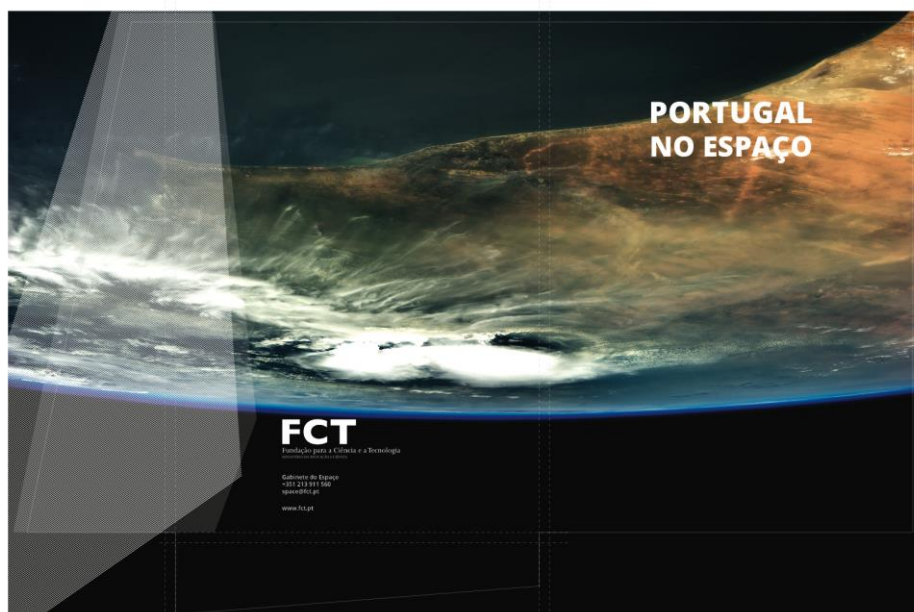 PORTUGAL
NO ESPAÇO
FCT
Fundação para a Ciência e a Tecnologia
Gabinete do Espaço
+351 213 911 560
space@fct.pt
www.fct.pt